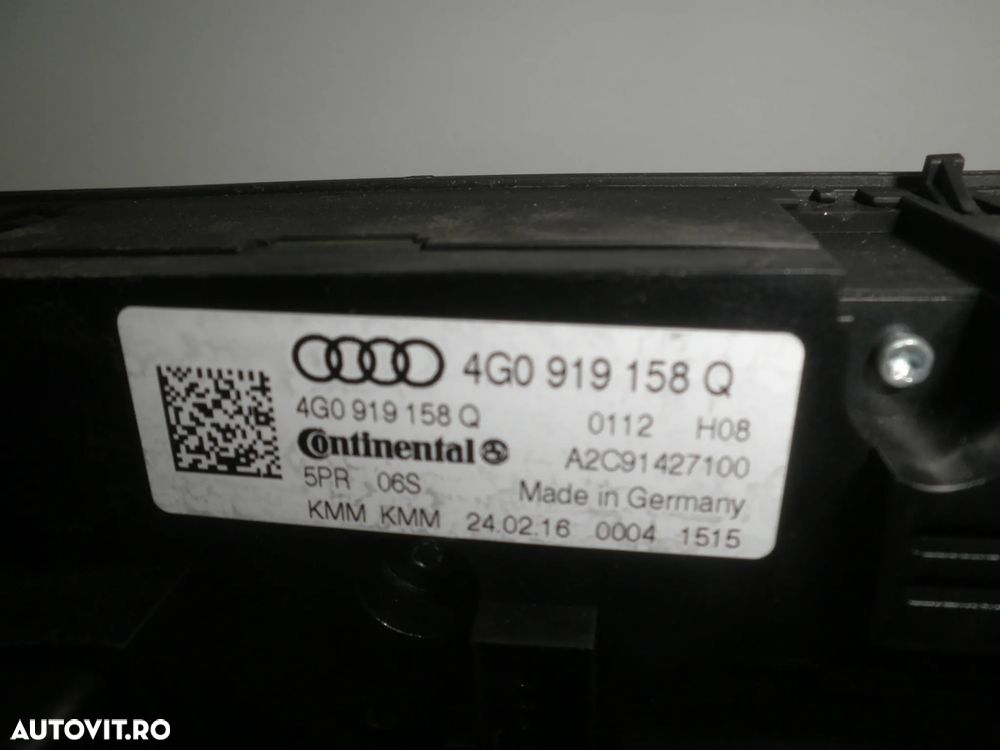 4G0 919 158 Q
4G0 919 158 Q 0112 H08
Continental A2C91427100
5PR 06S Made in Germany
KMM KMM 24.02.16 0004 1515
AUTOVIT.RO